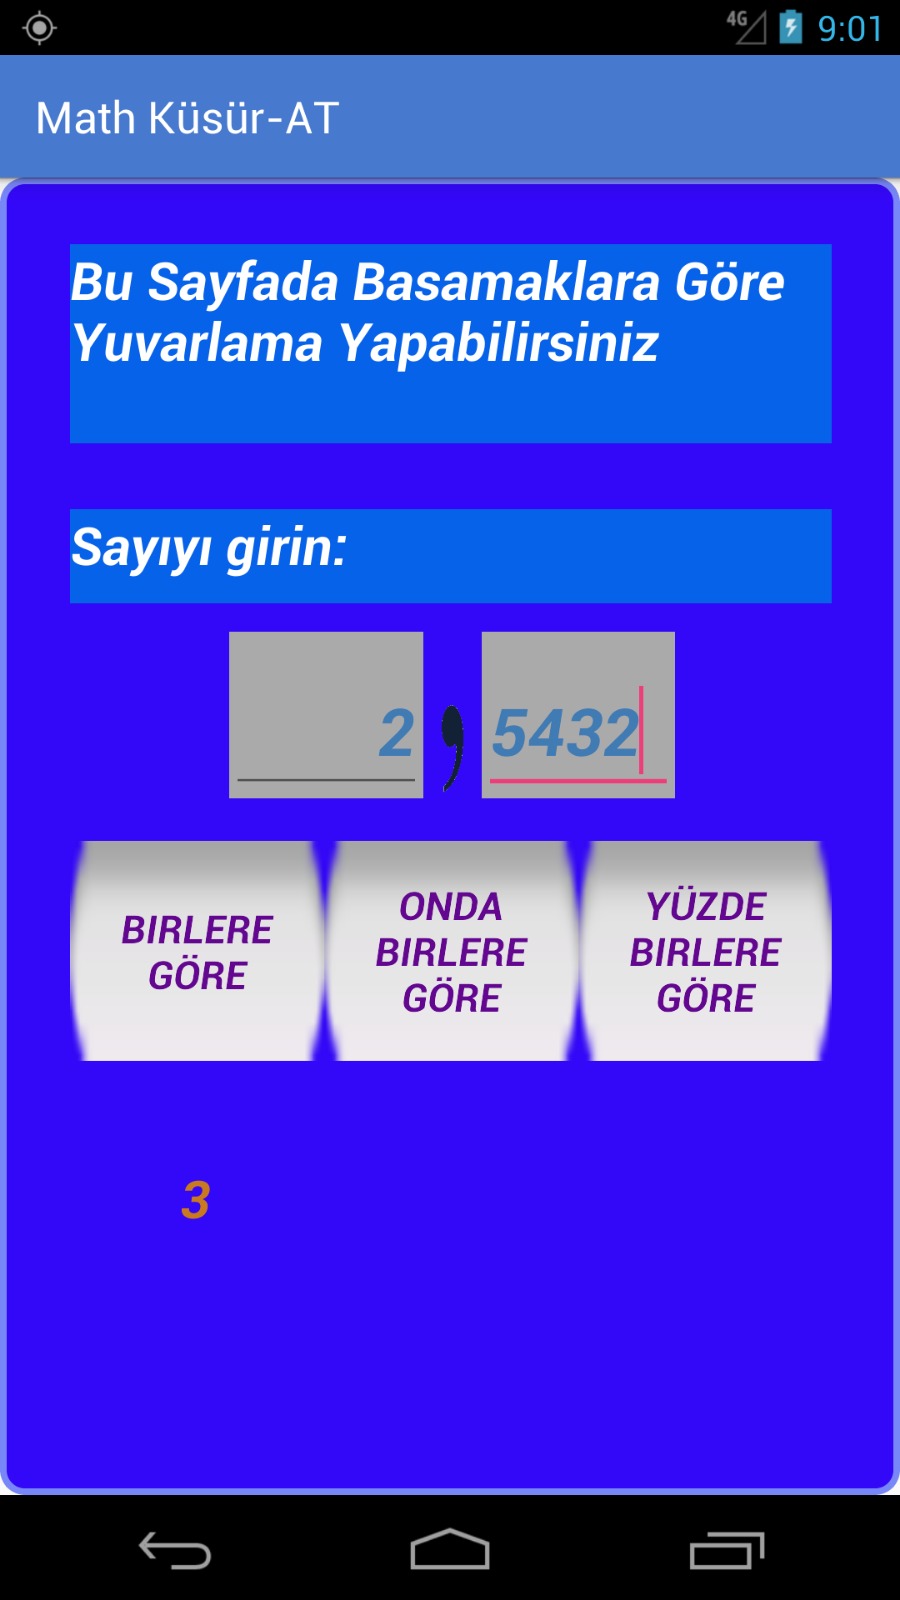 4G 9:01
Math Küsür-AT
Bu Sayfada Basamaklara Göre
Yuvarlama Yapabilirsiniz
Sayıyı girin:
2 , 5432
BIRLERE
GÖRE
ONDA
BIRLERE
GÖRE
YÜZDE
BIRLERE
GÖRE
3